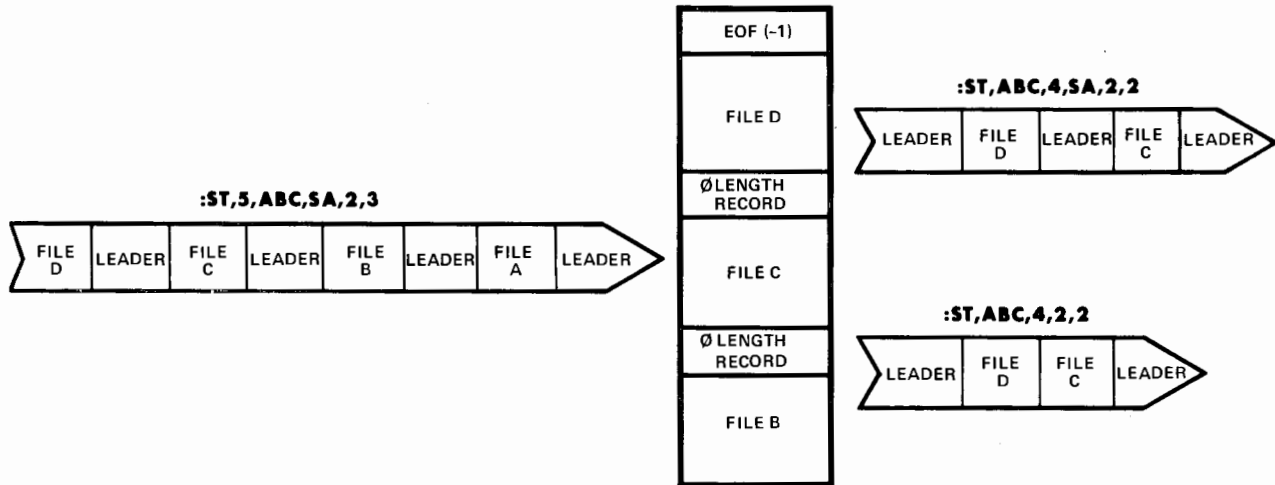 :ST,5,ABC,SA,2,3
FILE
D
LEADER
FILE
C
LEADER
FILE
B
LEADER
FILE
A
LEADER
EOF (-1)
FILE D
Ø LENGTH
RECORD
FILE C
Ø LENGTH
RECORD
FILE B
:ST,ABC,4,SA,2,2
LEADER
FILE
D
LEADER
FILE
C
LEADER
:ST,ABC,4,2,2
LEADER
FILE
D
FILE
C
LEADER